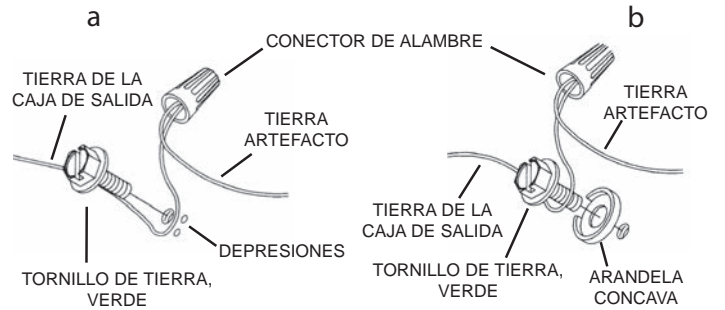 a
b
CONECTOR DE ALAMBRE
TIERRA DE LA
CAJA DE SALIDA
TIERRA
ARTEFACTO
DEPRESIONES
TORNILLO DE TIERRA,
VERDE
TIERRA
ARTEFACTO
TIERRA DE LA
CAJA DE SALIDA
TORNILLO DE TIERRA,
VERDE
ARANDELA
CONCAVA